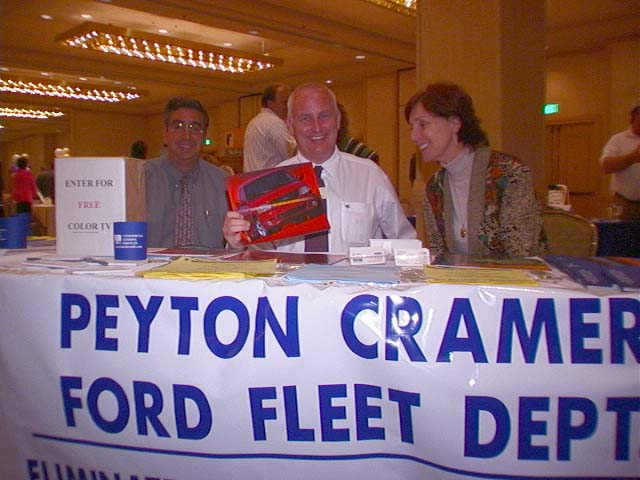 ENTER FOR
FREE
COLOR TV
PEYTON CRAMER
FORD FLEET DEPT.